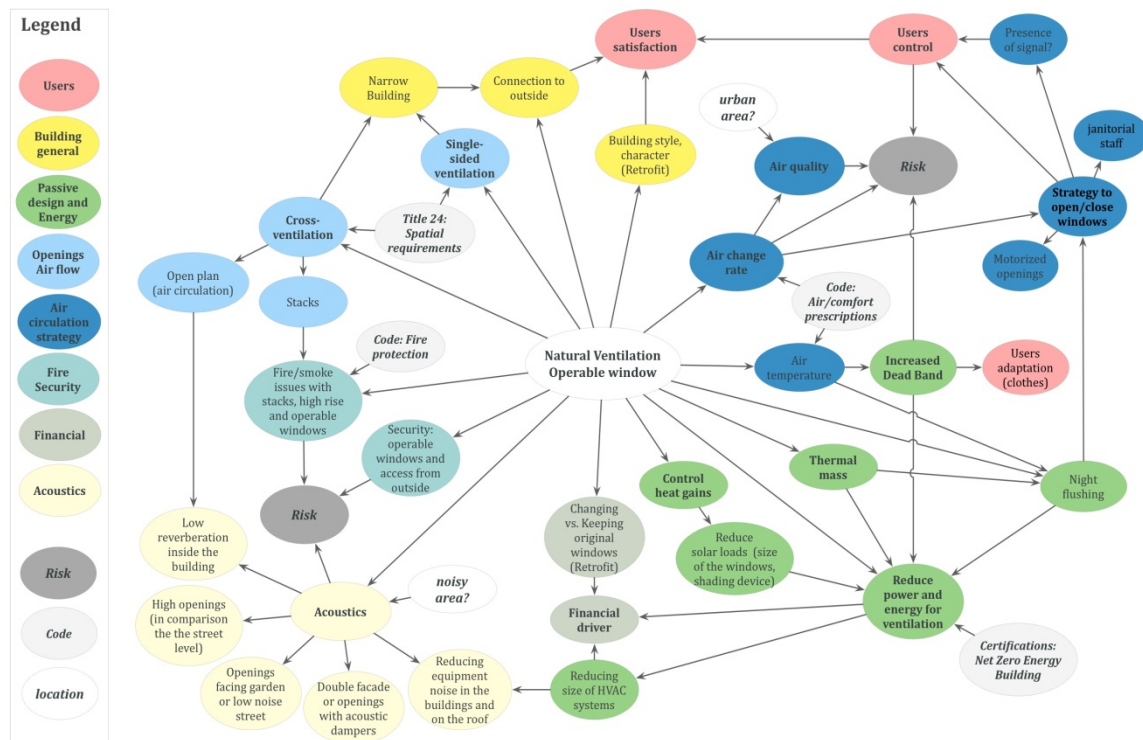 Legend
Users
Building
general
Passive
design and
Energy
Openings
Air flow
Air
circulation
strategy
Fire
Security
Financial
Acoustics
Risk
Code
location
Users
satisfaction
Users
control
Presence
of signal?
Narrow
Building
Connection to
outside
urban
area?
Building style,
character
(Retrofit)
Single-
sided
ventilation
Air quality
Risk
janitorial
staff
Strategy to
open/close
windows
Cross-
ventilation
Title 24:
Spatial
requirements
Open plan
(air circulation)
Stacks
Air change
rate
Motorized
openings
Code:
Air/comfort
prescriptions
Code: Fire
protection
Natural Ventilation
Operable window
Air
temperature
Increased
Dead Band
Users
adaptation
(clothes)
Fire/smoke
issues with
stacks, high rise
and operable
windows
Security:
operable
windows and
access from
outside
Control
heat gains
Thermal
mass
Night
flushing
Risk
Low
reverberation
inside the
building
Changing
vs. Keeping
original
windows
(Retrofit)
Reduce
solar loads (size
of the windows,
shading device)
noisy
area?
Acoustics
High openings
(in comparison
the the street
level)
Financial
driver
Reduce
power and
energy for
ventilation
Certifications:
Net Zero Energy
Building
Openings
facing garden
or low noise
street
Double facade
or openings
with acoustic
dampers
Reducing
equipment
noise in the
buildings and
on the roof
Reducing
size of HVAC
systems